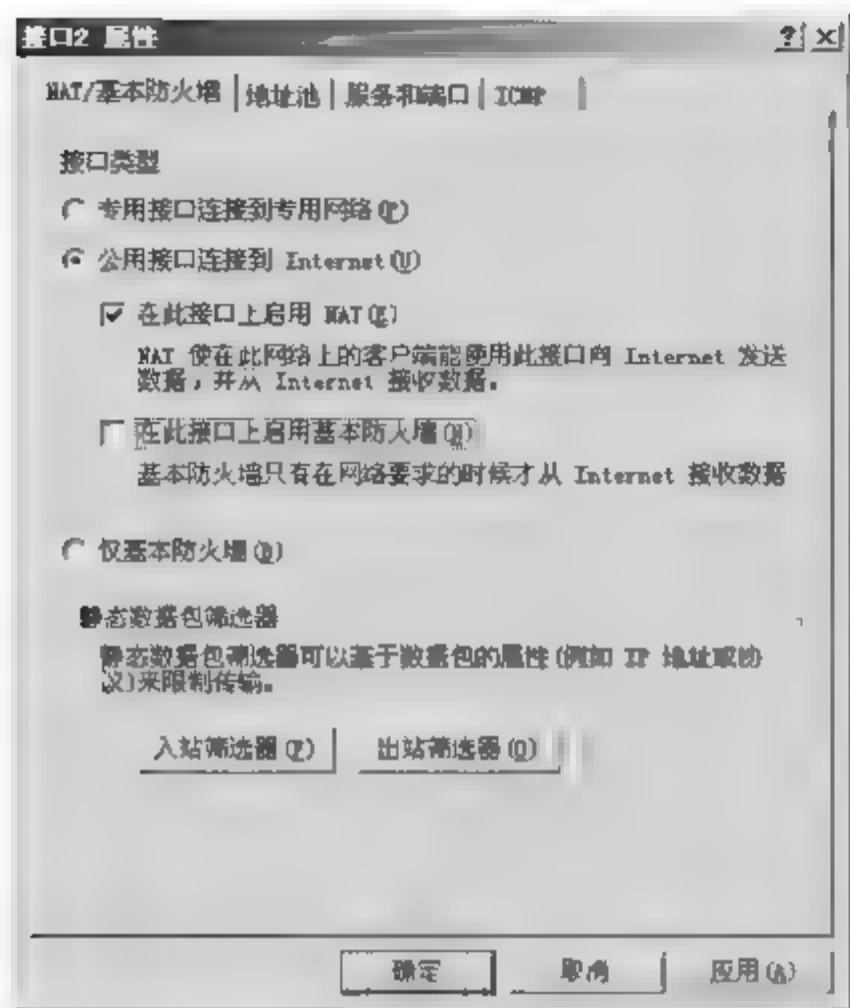 接口2 属性
NAT/基本防火墙 地址池 服务和端口 ICMP
接口类型
专用接口连接到专用网络(P)
公用接口连接到 Internet(U)
在此接口上启用 NAT(E)
NAT 使在此网络上的客户端能使用此接口向 Internet 发送
数据,并从 Internet 接收数据。
在此接口上启用基本防火墙(N)
基本防火墙只有在网络要求的时候才从 Internet 接收数据
仅基本防火墙(B)
静态数据包筛选器
静态数据包筛选器可以基于数据包的属性(例如 IP 地址或协
议)来限制传输。
入站筛选器(F) 出站筛选器(O)
确定 取消 应用(A)